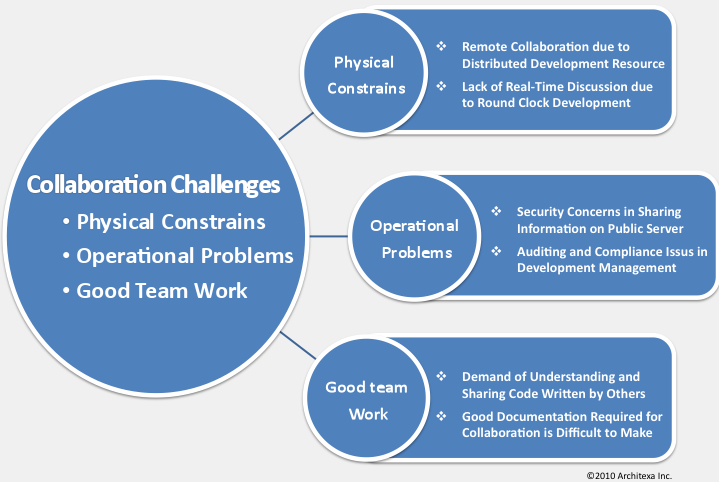 Collaboration Challenges
• Physical Constrains
• Operational Problems
• Good Team Work
Physical
Constrains
❖ Remote Collaboration due to
Distributed Development Resource
❖ Lack of Real-Time Discussion due
to Round Clock Development
Operational
Problems
❖ Security Concerns in Sharing
Information on Public Server
❖ Auditing and Compliance Issus in
Development Management
Good team
Work
❖ Demand of Understanding and
Sharing Code Written by Others
❖ Good Documentation Required for
Collaboration is Difficult to Make
©2010 Architexa Inc.